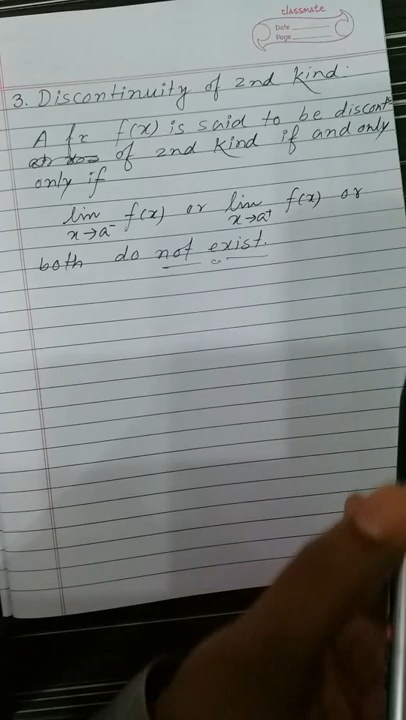 classmate
Date
Page
3. Discontinuity of 2nd Kind.
A fx f(x) is said to be discont
of 2nd Kind if and only
only if
lim x→a⁻ f(x) or lim x→a⁺ f(x) or
both do not exist.